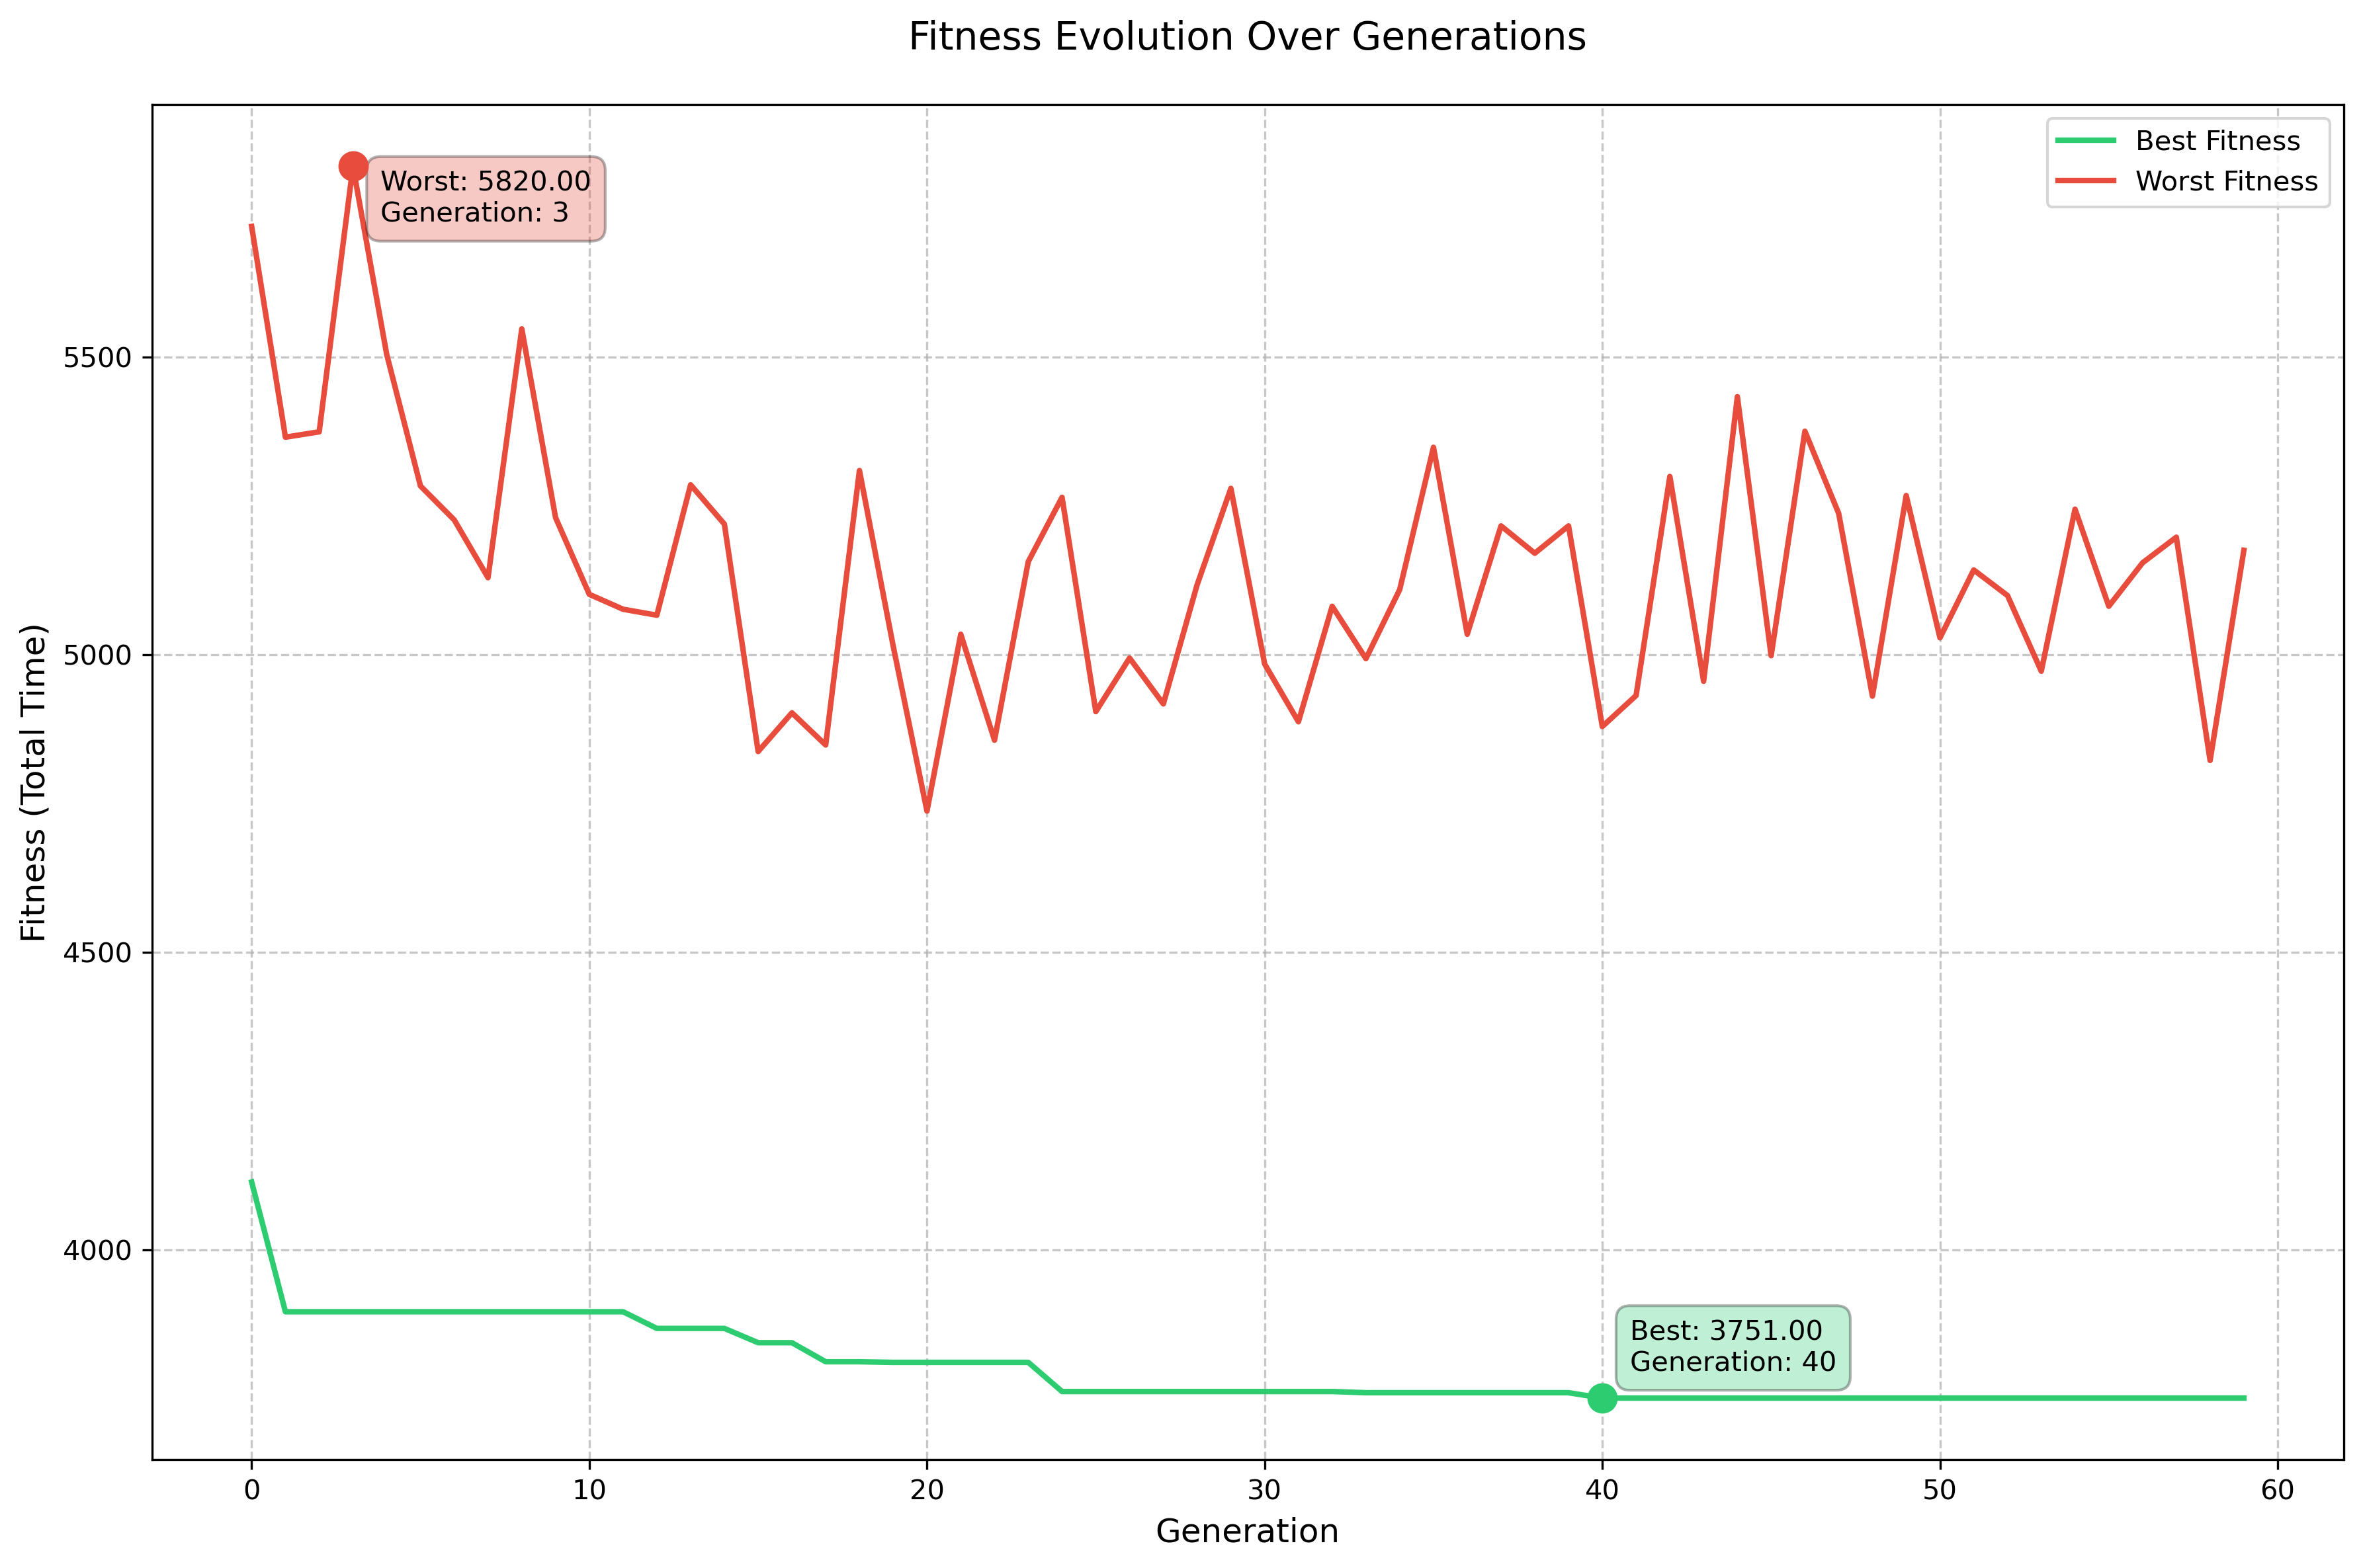 Fitness Evolution Over Generations
Best Fitness
Worst Fitness
Worst: 5820.00
Generation: 3
5500
5000
4500
4000
Fitness (Total Time)
Best: 3751.00
Generation: 40
0 10 20 30 40 50 60
Generation